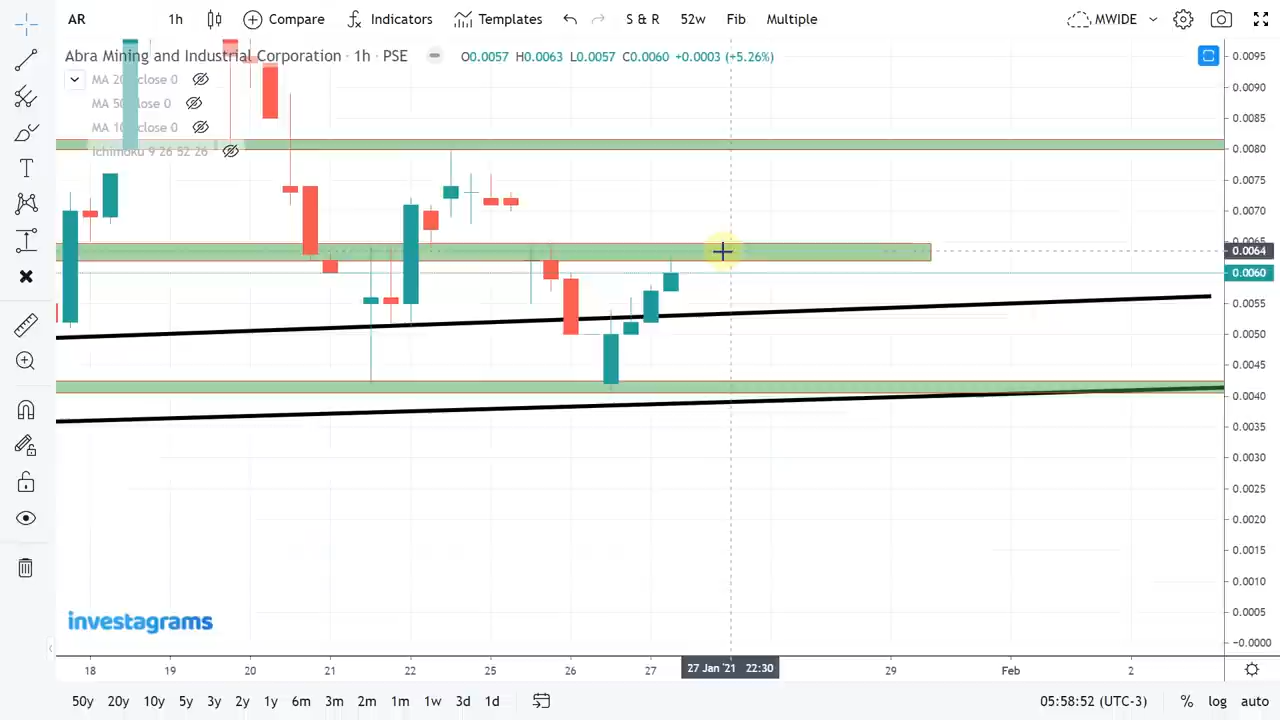 AR 1h Compare Indicators Templates S & R 52w Fib Multiple MWIDE
Abra Mining and Industrial Corporation · 1h · PSE O0.0057 H0.0063 L0.0057 C0.0060 +0.0003 (+5.26%)
MA 20 close 0
MA 50 close 0
MA 10 close 0
Ichimoku 9 26 52 26
0.0095
0.0090
0.0085
0.0080
0.0075
0.0070
0.0065
0.0064
0.0060
0.0055
0.0050
0.0045
0.0040
0.0035
0.0030
0.0025
0.0020
0.0015
0.0010
0.0005
−0.0000
investagrams
18 19 20 21 22 25 26 27 27 Jan '21 22:30 29 Feb 2
50y 20y 10y 5y 3y 2y 1y 6m 3m 2m 1m 1w 3d 1d 05:58:52 (UTC-3) % log auto